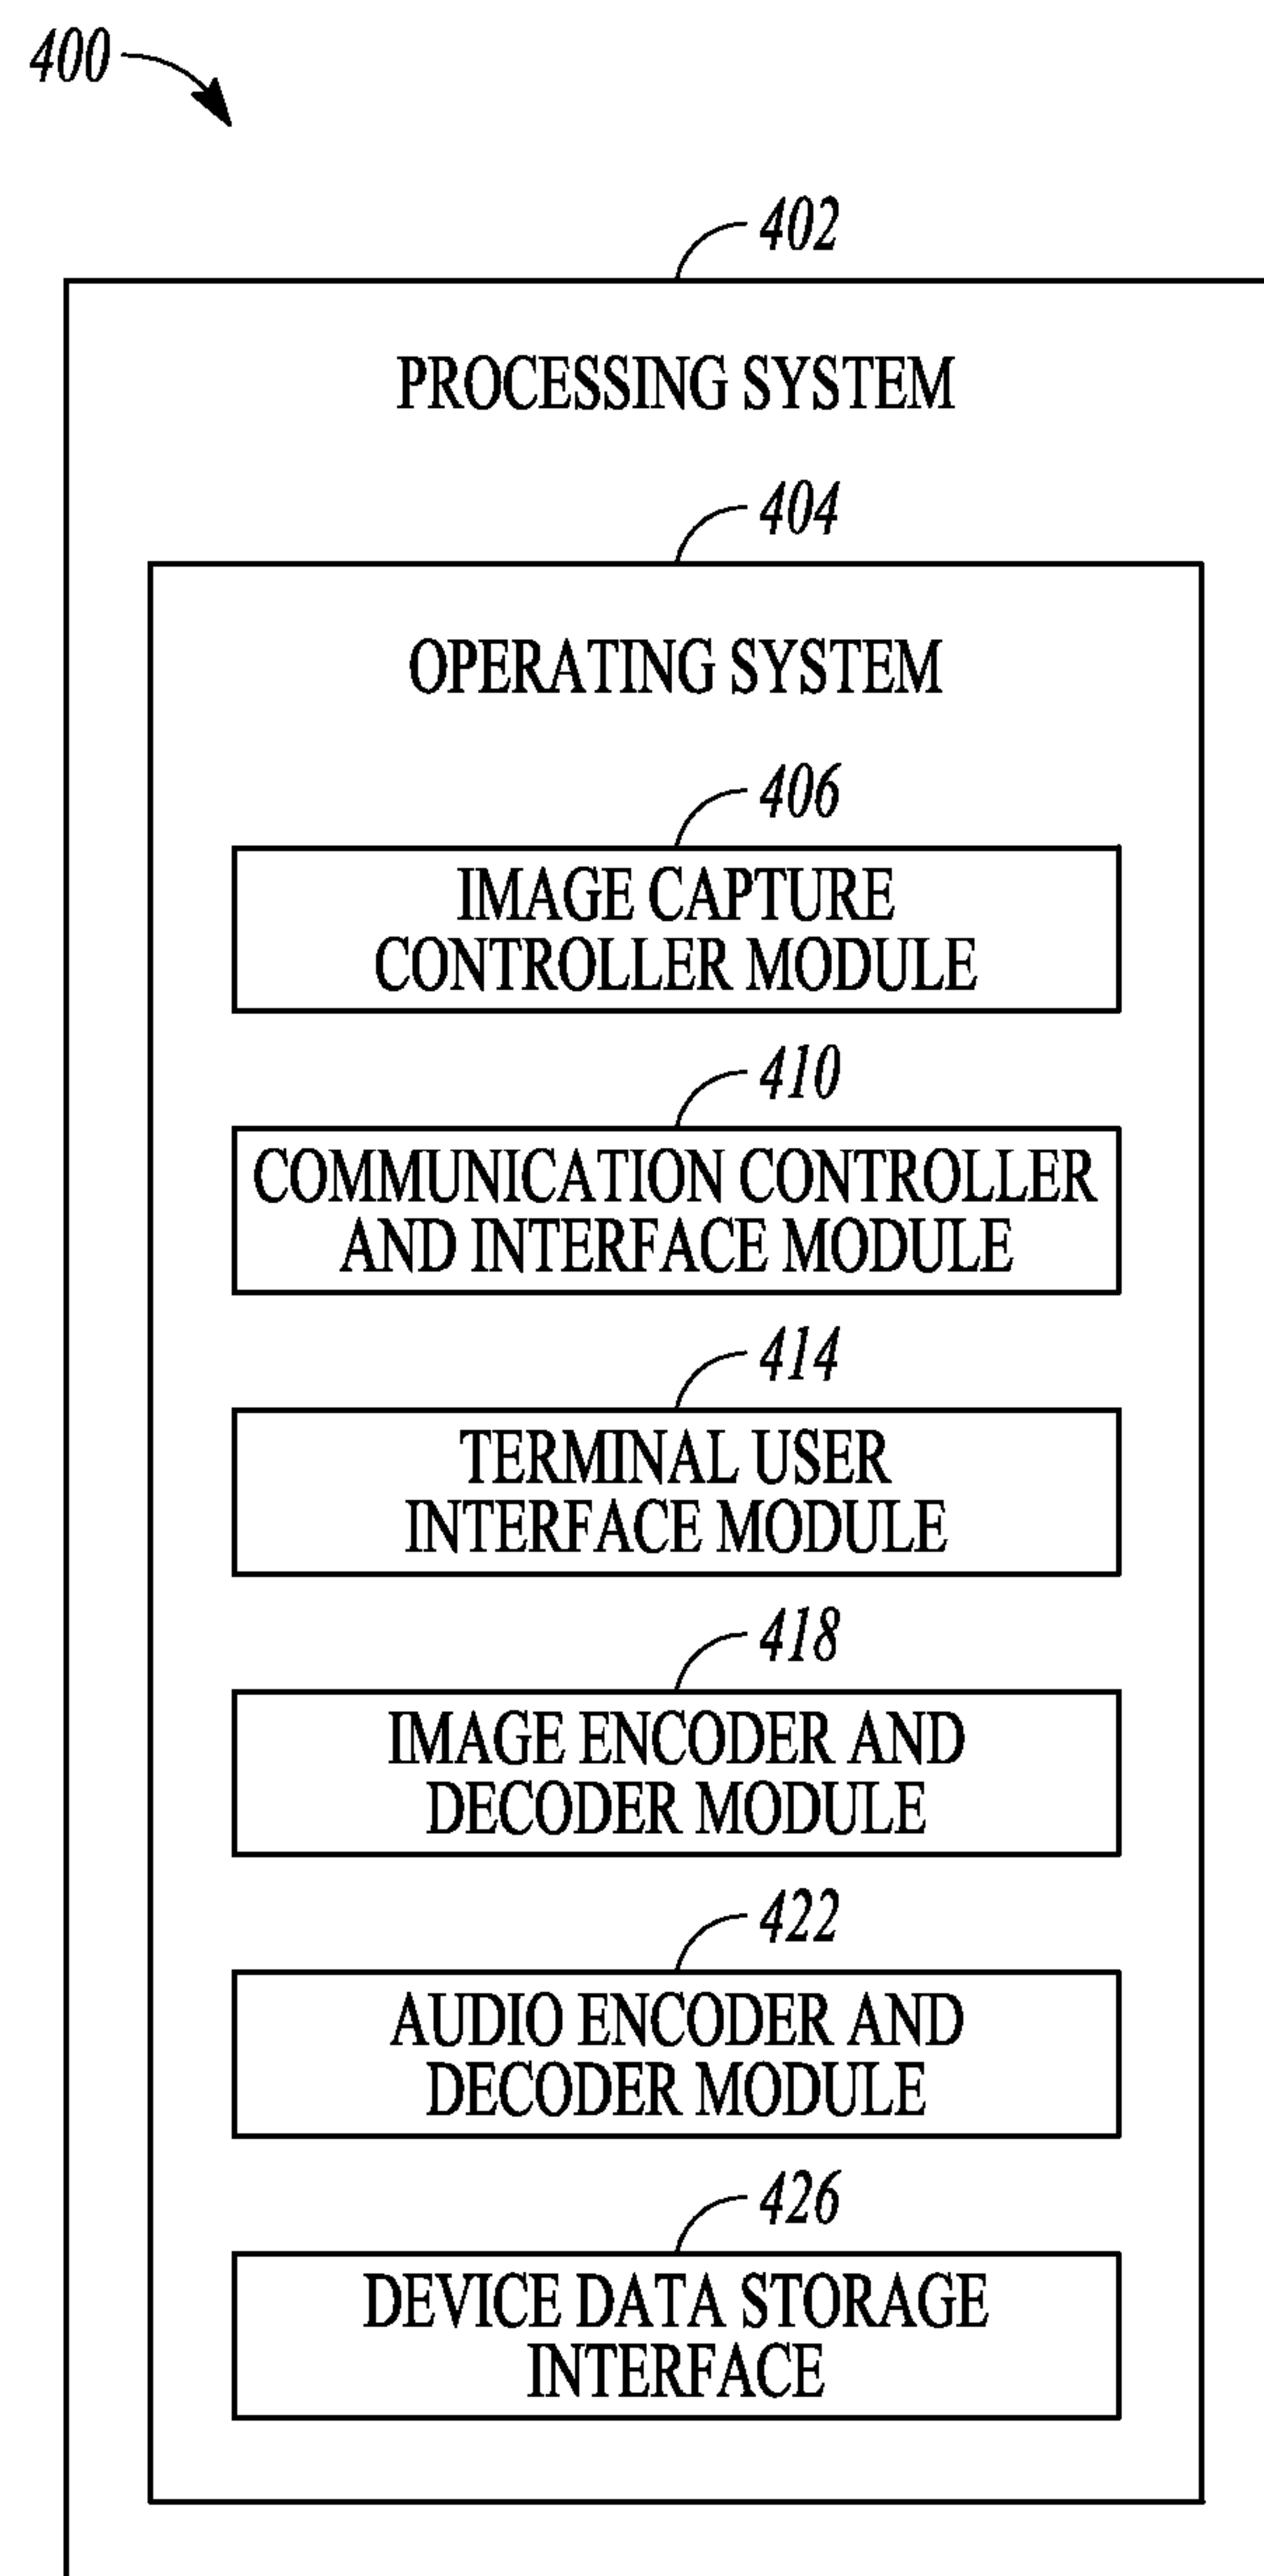 400
402
PROCESSING SYSTEM
404
OPERATING SYSTEM
406
IMAGE CAPTURE
CONTROLLER MODULE
410
COMMUNICATION CONTROLLER
AND INTERFACE MODULE
414
TERMINAL USER
INTERFACE MODULE
418
IMAGE ENCODER AND
DECODER MODULE
422
AUDIO ENCODER AND
DECODER MODULE
426
DEVICE DATA STORAGE
INTERFACE